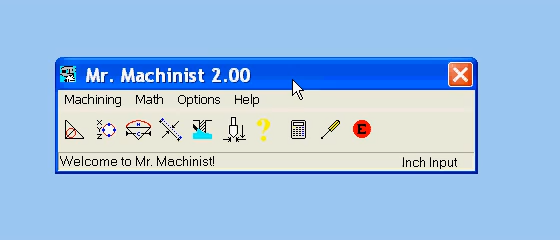 Mr. Machinist 2.00
Machining Math Options Help
X
Y
Z
?
E
Welcome to Mr. Machinist! Inch Input